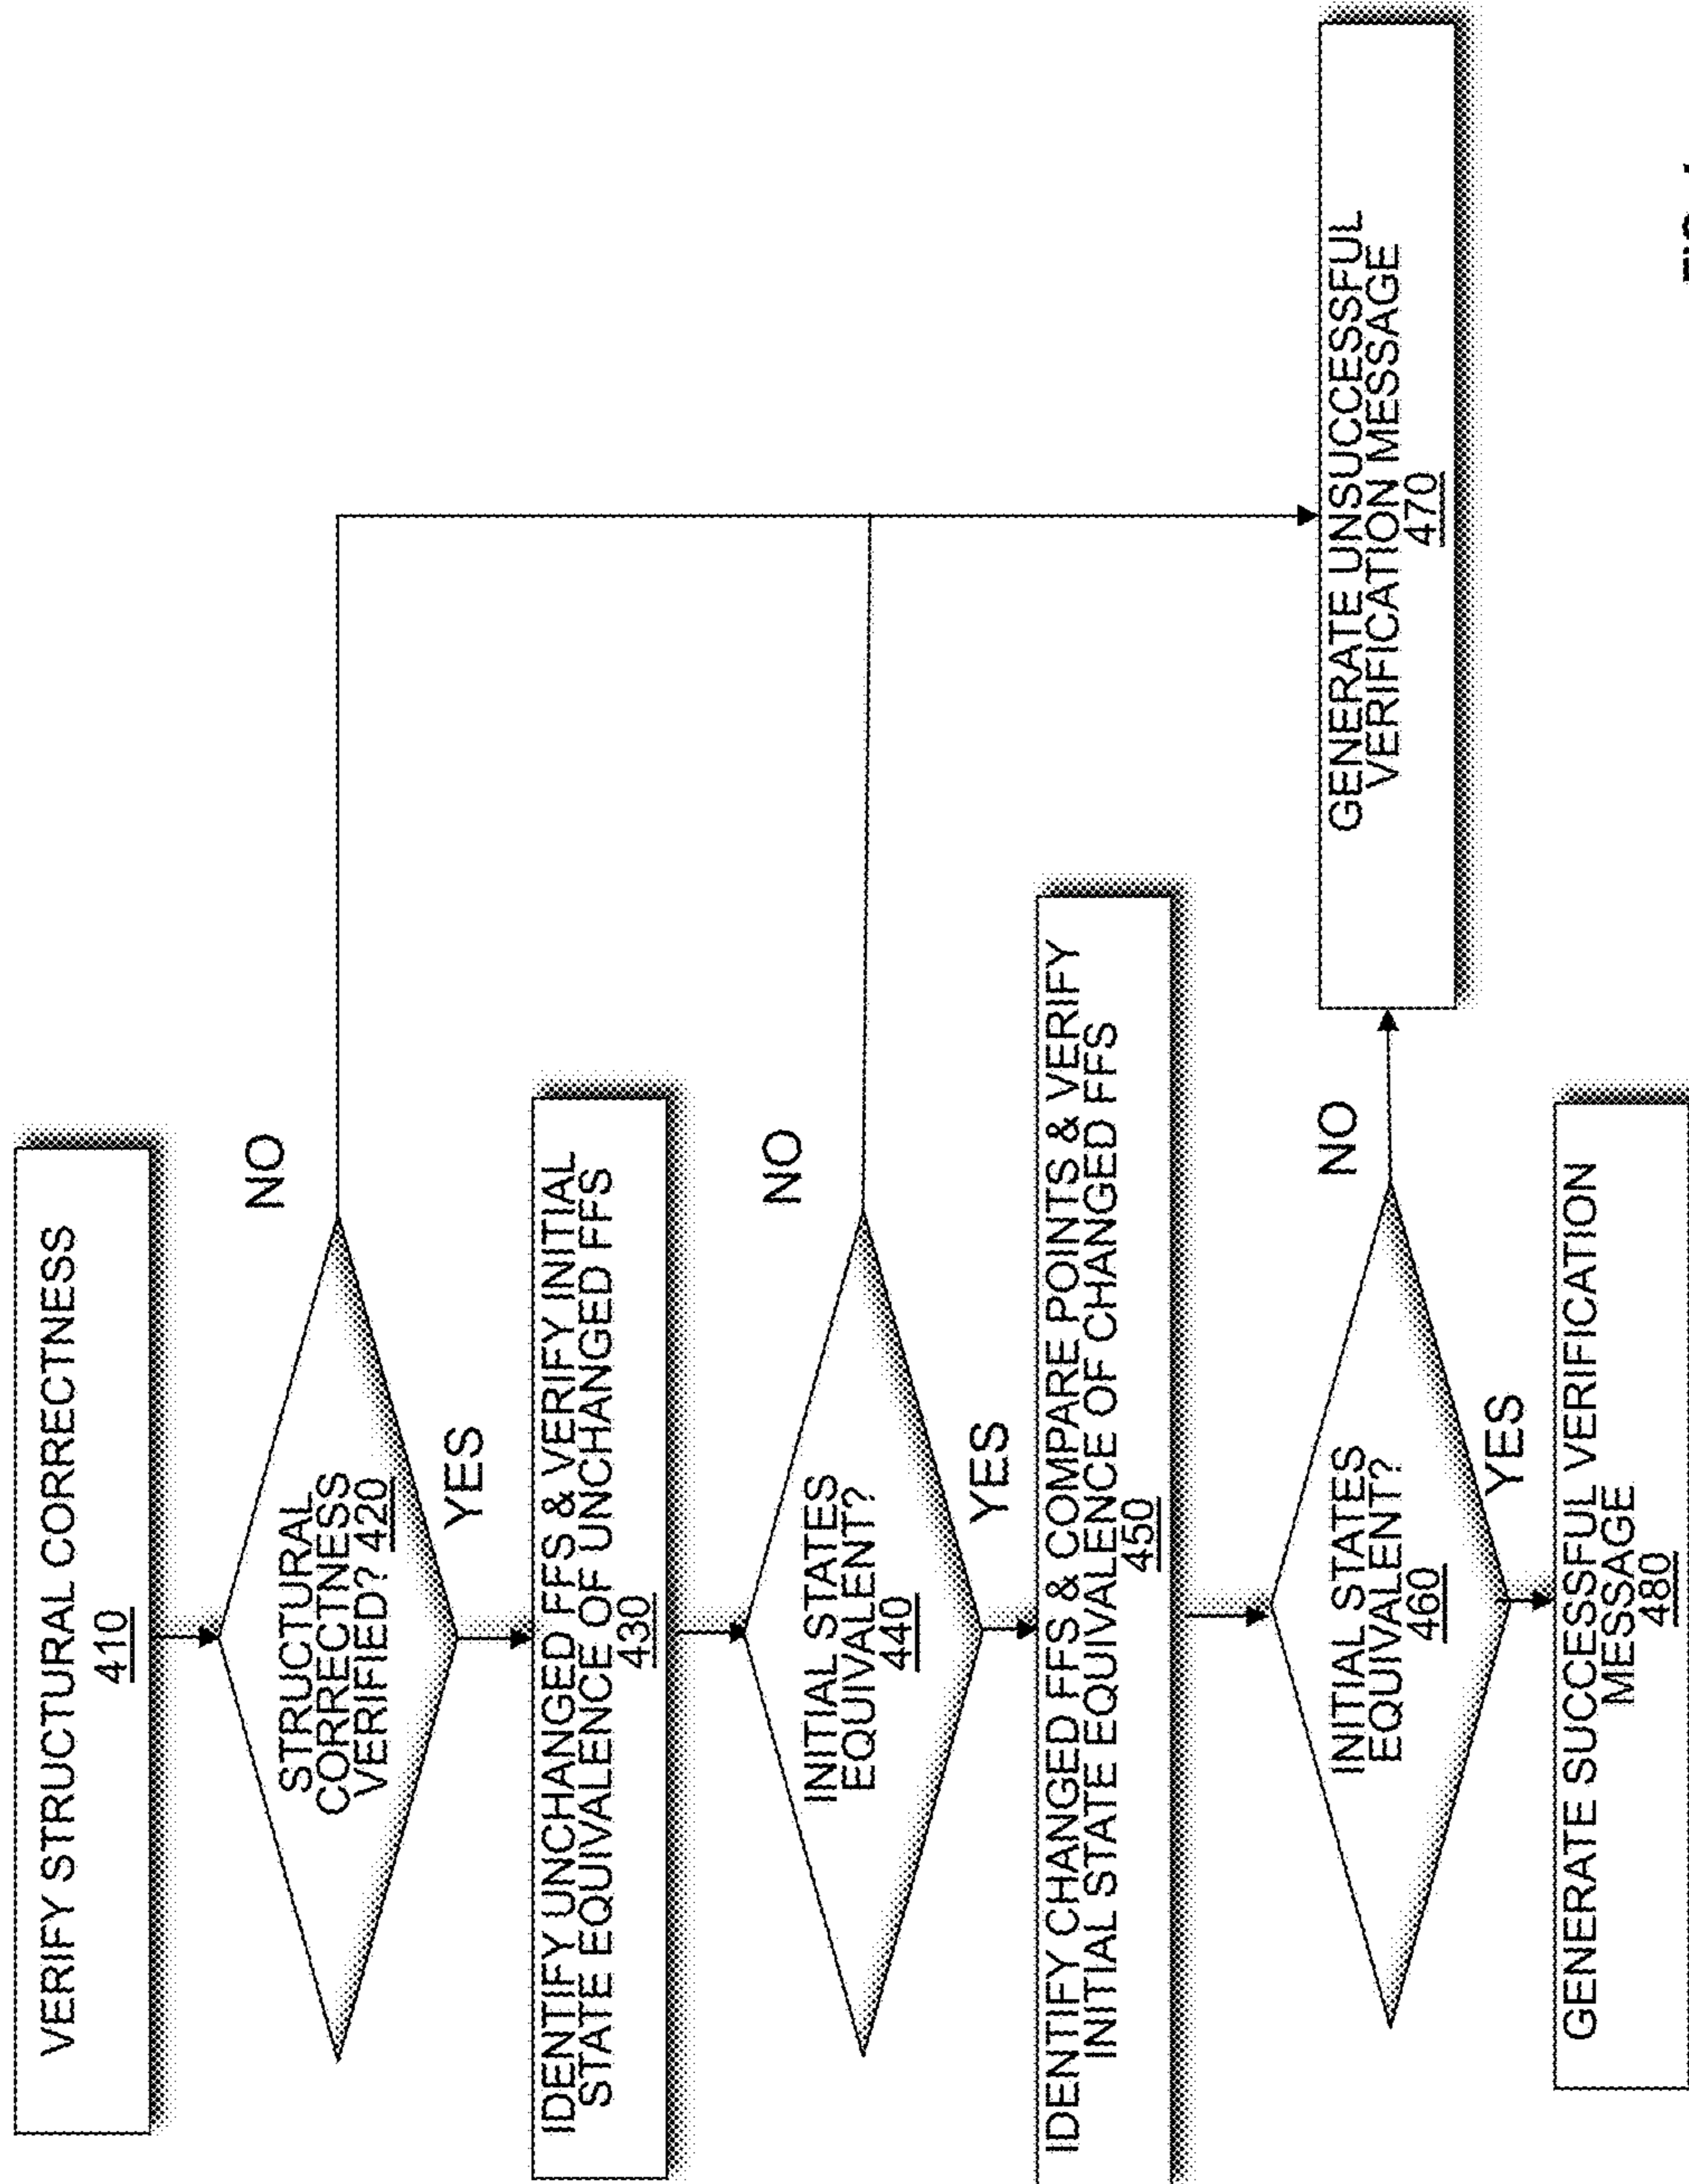 VERIFY STRUCTURAL CORRECTNESS
410
STRUCTURAL
CORRECTNESS
VERIFIED? 420
NO
YES
IDENTIFY UNCHANGED FFS & VERIFY INITIAL
STATE EQUIVALENCE OF UNCHANGED FFS
430
INITIAL STATES
EQUIVALENT?
440
NO
YES
IDENTIFY CHANGED FFS & COMPARE POINTS & VERIFY
INITIAL STATE EQUIVALENCE OF CHANGED FFS
450
INITIAL STATES
EQUIVALENT?
460
NO
YES
GENERATE UNSUCCESSFUL
VERIFICATION MESSAGE
470
GENERATE SUCCESSFUL VERIFICATION
MESSAGE
480